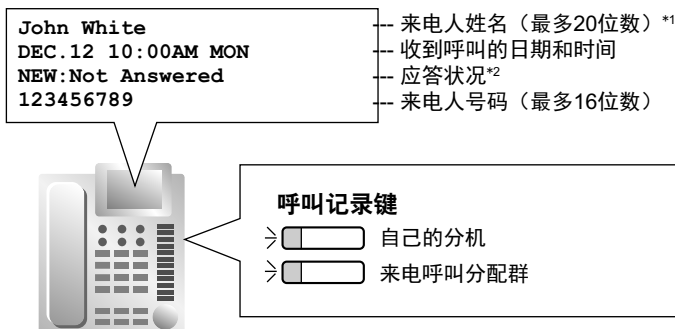 John White --- 来电人姓名（最多20位数）*1
DEC.12 10:00AM MON --- 收到呼叫的日期和时间
NEW:Not Answered --- 应答状况*2
123456789 --- 来电人号码（最多16位数）
呼叫记录键
自己的分机
来电呼叫分配群